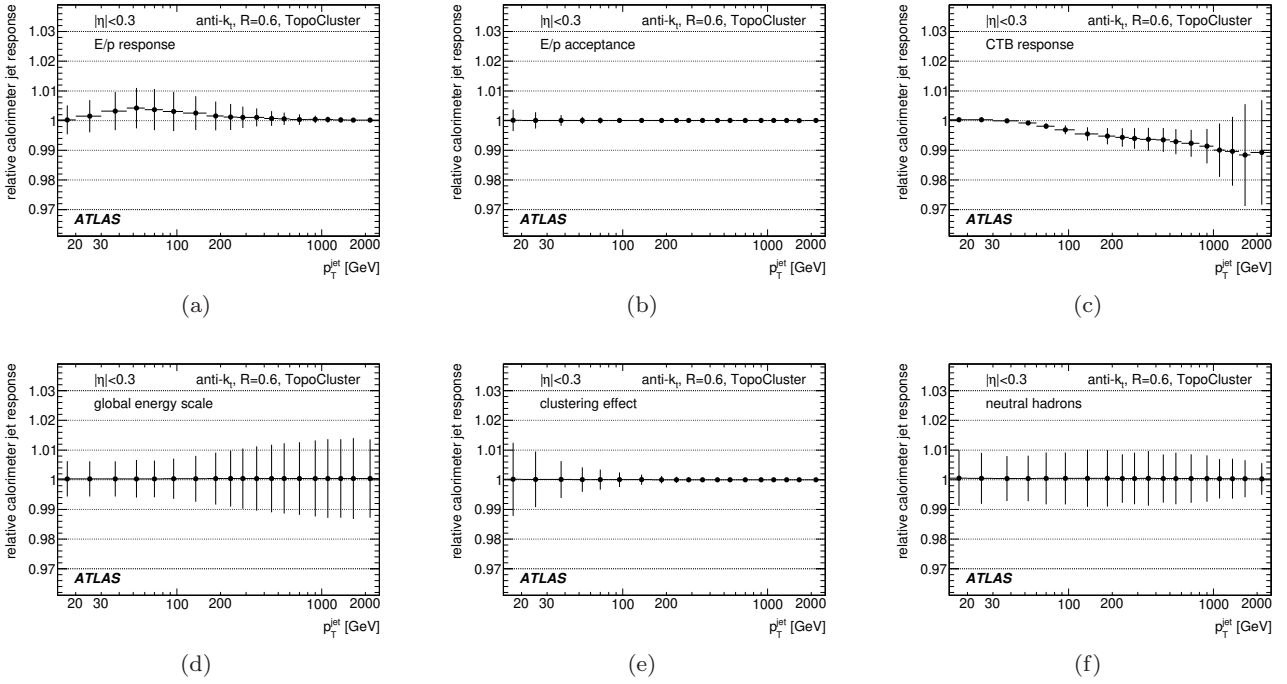 |η|<0.3 anti-k_t, R=0.6, TopoCluster
E/p response
relative calorimeter jet response
1.03
1.02
1.01
1
0.99
0.98
0.97
ATLAS
20 30 100 200 1000 2000
p_T^jet [GeV]
(a)
|η|<0.3 anti-k_t, R=0.6, TopoCluster
E/p acceptance
relative calorimeter jet response
1.03
1.02
1.01
1
0.99
0.98
0.97
ATLAS
20 30 100 200 1000 2000
p_T^jet [GeV]
(b)
|η|<0.3 anti-k_t, R=0.6, TopoCluster
CTB response
relative calorimeter jet response
1.03
1.02
1.01
1
0.99
0.98
0.97
ATLAS
20 30 100 200 1000 2000
p_T^jet [GeV]
(c)
|η|<0.3 anti-k_t, R=0.6, TopoCluster
global energy scale
relative calorimeter jet response
1.03
1.02
1.01
1
0.99
0.98
0.97
ATLAS
20 30 100 200 1000 2000
p_T^jet [GeV]
(d)
|η|<0.3 anti-k_t, R=0.6, TopoCluster
clustering effect
relative calorimeter jet response
1.03
1.02
1.01
1
0.99
0.98
0.97
ATLAS
20 30 100 200 1000 2000
p_T^jet [GeV]
(e)
|η|<0.3 anti-k_t, R=0.6, TopoCluster
neutral hadrons
relative calorimeter jet response
1.03
1.02
1.01
1
0.99
0.98
0.97
ATLAS
20 30 100 200 1000 2000
p_T^jet [GeV]
(f)